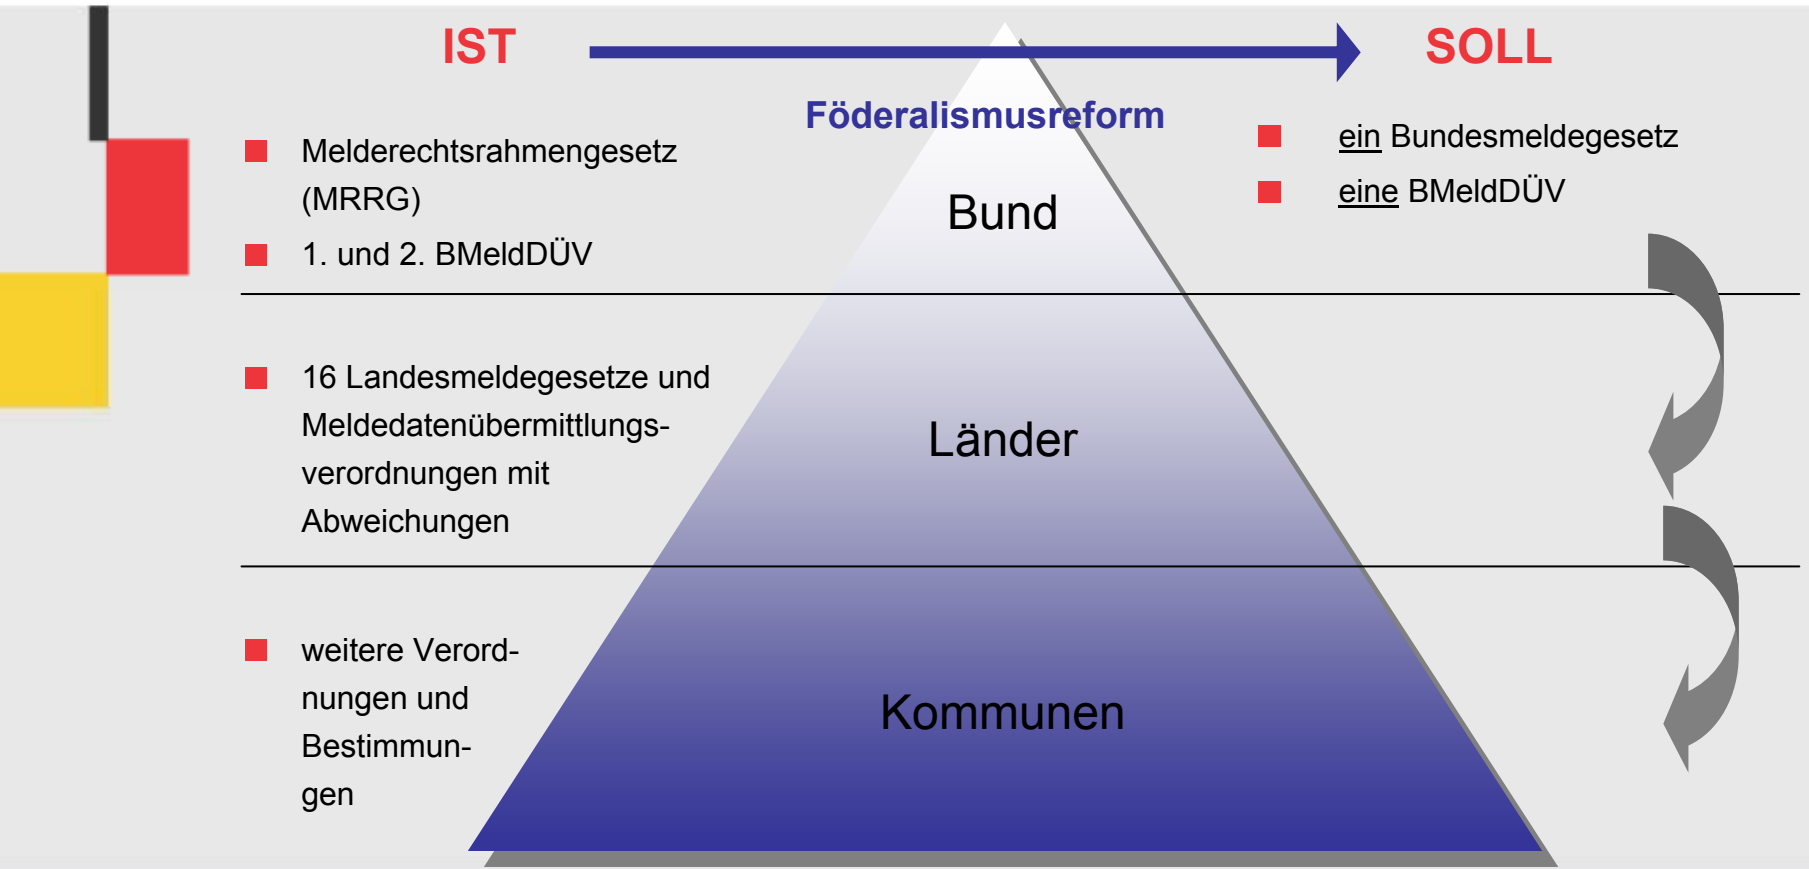 IST
SOLL
Föderalismusreform
Melderechtsrahmengesetz
(MRRG)
1. und 2. BMeldDÜV
Bund
ein Bundesmeldegesetz
eine BMeldDÜV
16 Landesmeldegesetze und
Meldedatenübermittlungs-
verordnungen mit
Abweichungen
Länder
weitere Verord-
nungen und
Bestimmun-
gen
Kommunen